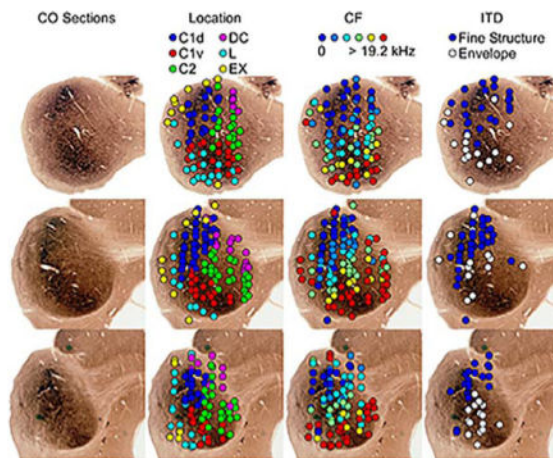 CO Sections Location CF ITD
C1d DC Fine Structure
C1v L 0 > 19.2 kHz Envelope
C2 EX